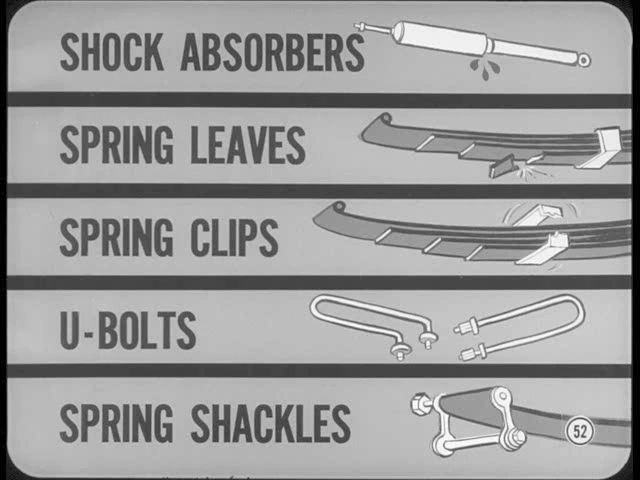 SHOCK ABSORBERS
SPRING LEAVES
SPRING CLIPS
U-BOLTS
SPRING SHACKLES
52